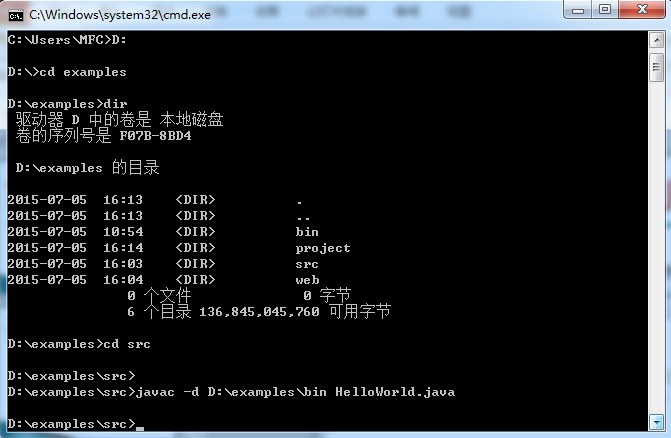 C:\Windows\system32\cmd.exe
C:\Users\MFC>D:
D:\>cd examples
D:\examples>dir
驱动器 D 中的卷是 本地磁盘
卷的序列号是 F07B-8BD4
D:\examples 的目录
2015-07-05  16:13    <DIR>          .
2015-07-05  16:13    <DIR>          ..
2015-07-05  10:54    <DIR>          bin
2015-07-05  16:14    <DIR>          project
2015-07-05  16:03    <DIR>          src
2015-07-05  16:04    <DIR>          web
0 个文件              0 字节
6 个目录 136,845,045,760 可用字节
D:\examples>cd src
D:\examples\src>
D:\examples\src>javac -d D:\examples\bin HelloWorld.java
D:\examples\src>